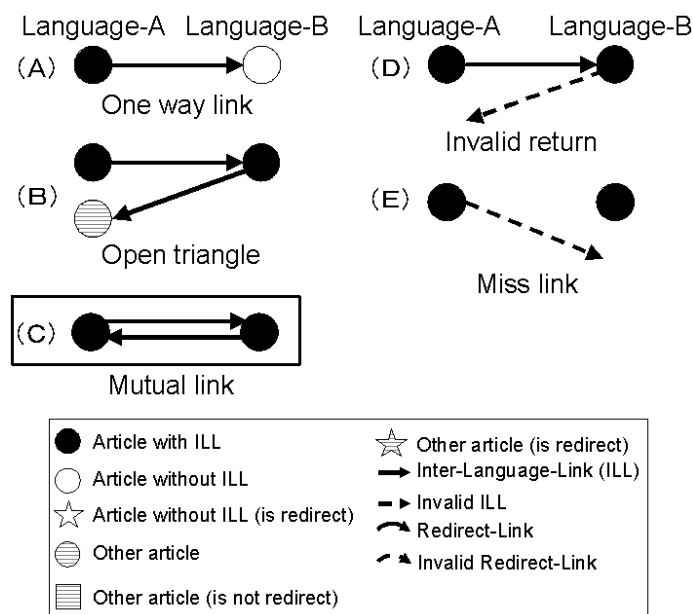 Language-A Language-B
(A)
One way link
(B)
Open triangle
(C)
Mutual link
Language-A Language-B
(D)
Invalid return
(E)
Miss link
Article with ILL
Article without ILL
Article without ILL (is redirect)
Other article
Other article (is not redirect)
Other article (is redirect)
Inter-Language-Link (ILL)
Invalid ILL
Redirect-Link
Invalid Redirect-Link